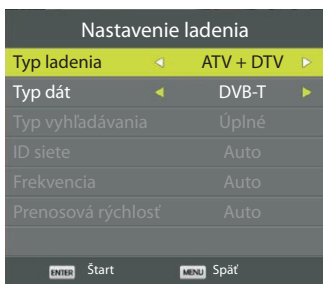 Nastavenie ladenia
Typ ladenia ATV + DTV
Typ dát DVB-T
Typ vyhľadávania Úplné
ID siete Auto
Frekvencia Auto
Prenosová rýchlosť Auto
ENTER Štart MENU Späť